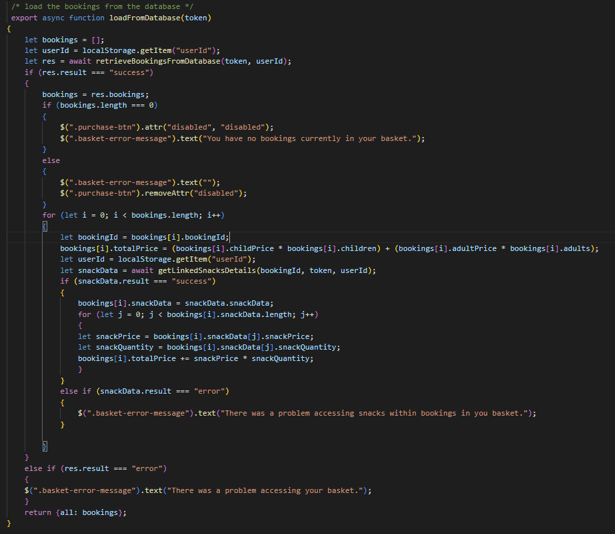 /* load the bookings from the database */
export async function loadFromDatabase(token)
{
    let bookings = [];
    let userId = localStorage.getItem("userId");
    let res = await retrieveBookingsFromDatabase(token, userId);
    if (res.result === "success")
    {
        bookings = res.bookings;
        if (bookings.length === 0)
        {
            $(".purchase-btn").attr("disabled", "disabled");
            $(".basket-error-message").text("You have no bookings currently in your basket.");
        }
        else
        {
            $(".basket-error-message").text("");
            $(".purchase-btn").removeAttr("disabled");
        }
        for (let i = 0; i < bookings.length; i++)
        {
            let bookingId = bookings[i].bookingId;
            bookings[i].totalPrice = (bookings[i].childPrice * bookings[i].children) + (bookings[i].adultPrice * bookings[i].adults);
            let userId = localStorage.getItem("userId");
            let snackData = await getLinkedSnacksDetails(bookingId, token, userId);
            if (snackData.result === "success")
            {
                bookings[i].snackData = snackData.snackData;
                for (let j = 0; j < bookings[i].snackData.length; j++)
                {
                let snackPrice = bookings[i].snackData[j].snackPrice;
                let snackQuantity = bookings[i].snackData[j].snackQuantity;
                bookings[i].totalPrice += snackPrice * snackQuantity;
                }
            }
            else if (snackData.result === "error")
            {
                $(".basket-error-message").text("There was a problem accessing snacks within bookings in you basket.");
            }
        }
    }
    else if (res.result === "error")
    {
    $(".basket-error-message").text("There was a problem accessing your basket.");
    }
    return {all: bookings};
}